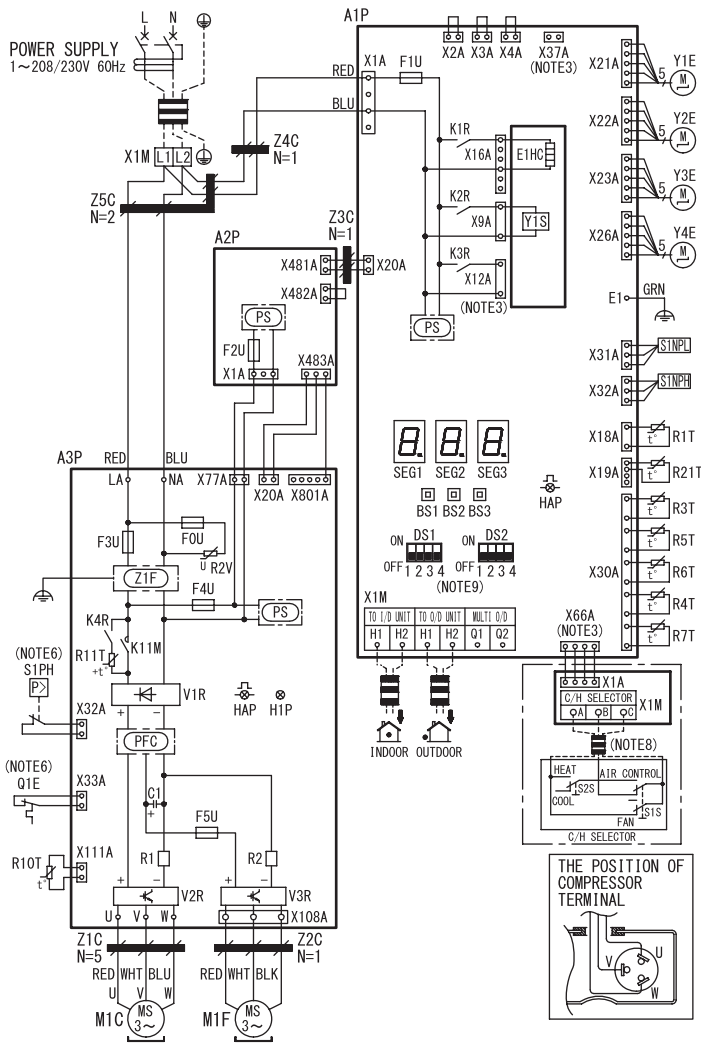 A1P
L N
POWER SUPPLY
1～208/230V 60Hz
X2A X3A X4A X37A
(NOTE3)
X1A F1U
RED
BLU
X21A 5 Y1E
M
X22A 5 Y2E
M
X23A 5 Y3E
M
X26A 5 Y4E
M
K1R
X16A E1HC
K2R
X9A Y1S
K3R
X12A
(NOTE3)
PS
X1M L1 L2
Z4C
N=1
Z5C
N=2
Z3C
N=1
A2P
X481A X20A
X482A
PS
F2U X483A
X1A
E1 GRN
X31A S1NPL
X32A S1NPH
X18A t° R1T
X19A t° R21T
t° R3T
t° R5T
X30A t° R6T
t° R4T
t° R7T
SEG1 SEG2 SEG3
BS1 BS2 BS3
HAP
ON DS1 ON DS2
OFF 1 2 3 4 OFF 1 2 3 4
(NOTE9)
X1M
TO I/D UNIT TO O/D UNIT MULTI O/D
H1 H2 H1 H2 Q1 Q2
INDOOR OUTDOOR
X66A
(NOTE3)
X1A
C/H SELECTOR X1M
A B C
(NOTE8)
HEAT AIR CONTROL
COOL S2S
S1S
FAN
C/H SELECTOR
A3P RED BLU
LA NA X77A X20A X801A
F3U F0U
U R2V
Z1F
F4U
PS
K4R
K11M
R11T
+t°
(NOTE6)
S1PH
P>
X32A
V1R
+ −
HAP H1P
PFC
(NOTE6)
Q1E
X33A
C1
+
F5U
R10T X111A
t°
R1 R2
+ − + −
V2R V3R
U V W X108A
Z1C
N=5
Z2C
N=1
RED WHT BLU RED WHT BLK
U V W
M1C MS
3～
M1F MS
3～
THE POSITION OF
COMPRESSOR
TERMINAL
U
V
W